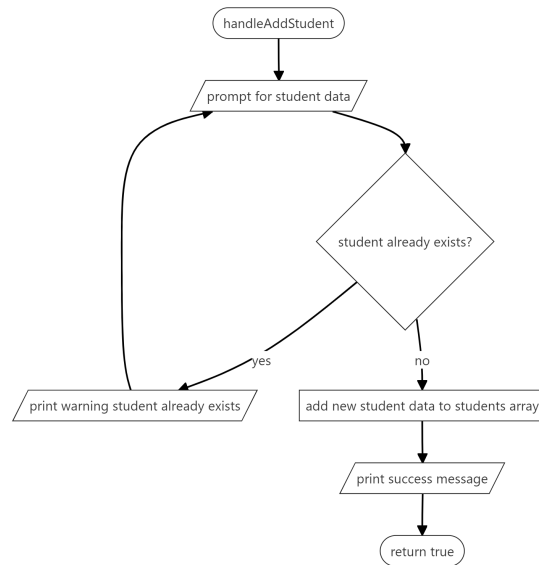 handleAddStudent
prompt for student data
student already exists?
yes
no
print warning student already exists
add new student data to students array
print success message
return true